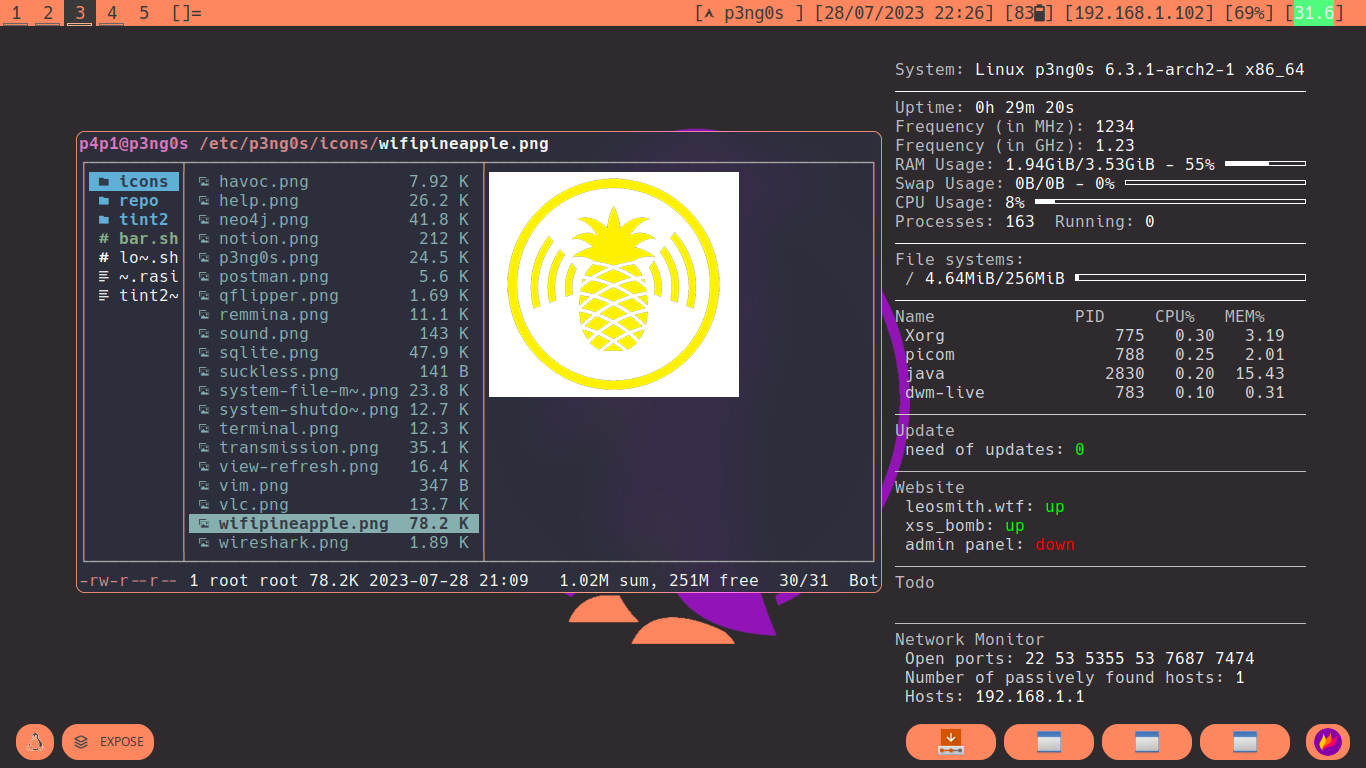 1 2 3 4 5 []= [ p3ng0s ] [28/07/2023 22:26] [83] [192.168.1.102] [69%] [31.6]
p4p1@p3ng0s /etc/p3ng0s/icons/wifipineapple.png
icons
repo
tint2
# bar.sh
# lo~.sh
~.rasi
tint2~
havoc.png 7.92 K
help.png 26.2 K
neo4j.png 41.8 K
notion.png 212 K
p3ng0s.png 24.5 K
postman.png 5.6 K
qflipper.png 1.69 K
remmina.png 11.1 K
sound.png 143 K
sqlite.png 47.9 K
suckless.png 141 B
system-file-m~.png 23.8 K
system-shutdo~.png 12.7 K
terminal.png 12.3 K
transmission.png 35.1 K
view-refresh.png 16.4 K
vim.png 347 B
vlc.png 13.7 K
wifipineapple.png 78.2 K
wireshark.png 1.89 K
-rw-r--r-- 1 root root 78.2K 2023-07-28 21:09 1.02M sum, 251M free 30/31 Bot
System: Linux p3ng0s 6.3.1-arch2-1 x86_64
Uptime: 0h 29m 20s
Frequency (in MHz): 1234
Frequency (in GHz): 1.23
RAM Usage: 1.94GiB/3.53GiB - 55%
Swap Usage: 0B/0B - 0%
CPU Usage: 8%
Processes: 163 Running: 0
File systems:
/ 4.64MiB/256MiB
Name PID CPU% MEM%
Xorg 775 0.30 3.19
picom 788 0.25 2.01
java 2830 0.20 15.43
dwm-live 783 0.10 0.31
Update
need of updates: 0
Website
leosmith.wtf: up
xss_bomb: up
admin panel: down
Todo
Network Monitor
Open ports: 22 53 5355 53 7687 7474
Number of passively found hosts: 1
Hosts: 192.168.1.1
EXPOSE